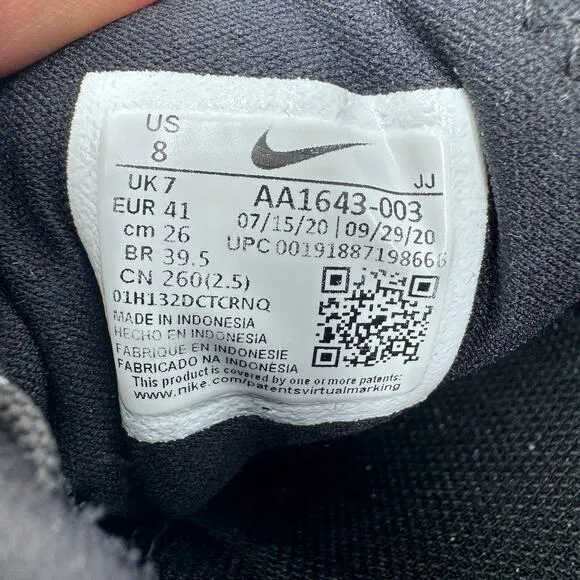 US
8
JJ
UK 7
EUR 41
cm 26
BR 39.5
CN 260(2.5)
AA1643-003
07/15/20 | 09/29/20
UPC 00191887198666
01H132DCTCRNQ
MADE IN INDONESIA
HECHO EN INDONESIA
FABRIQUE EN INDONESIE
FABRICADO NA INDONÉSIA
This product is covered by one or more patents:
www.nike.com/patentsvirtualmarking